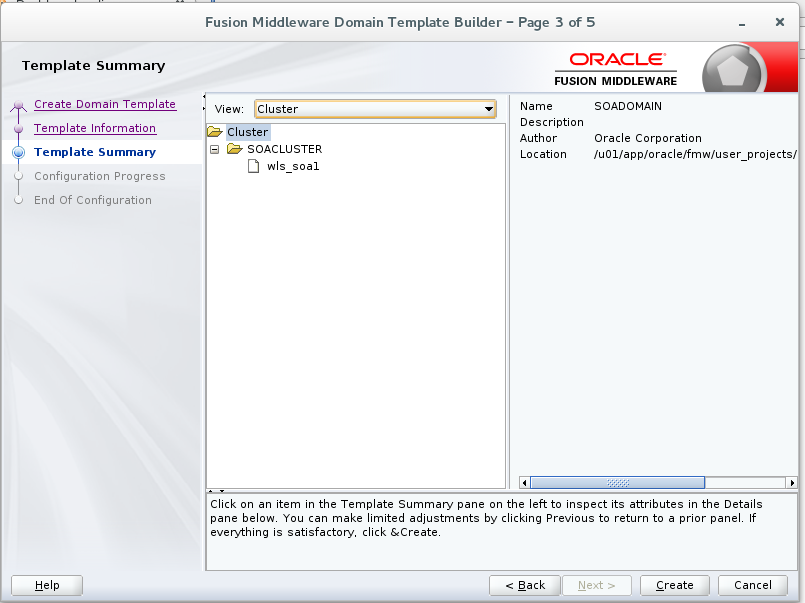 Fusion Middleware Domain Template Builder – Page 3 of 5
Template Summary
ORACLE
FUSION MIDDLEWARE
Create Domain Template
Template Information
Template Summary
Configuration Progress
End Of Configuration
View: Cluster
Cluster
SOACLUSTER
wls_soa1
Name SOADOMAIN
Description
Author Oracle Corporation
Location /u01/app/oracle/fmw/user_projects/
Click on an item in the Template Summary pane on the left to inspect its attributes in the Details
pane below. You can make limited adjustments by clicking Previous to return to a prior panel. If
everything is satisfactory, click &Create.
Help
< Back
Next >
Create
Cancel